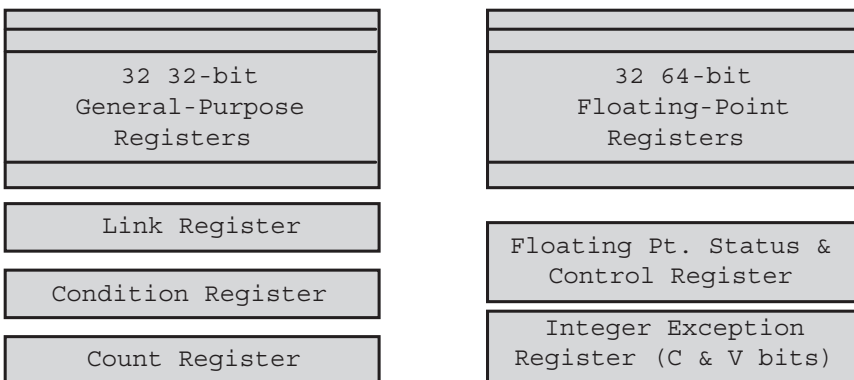 32 32-bit
General-Purpose
Registers
Link Register
Condition Register
Count Register
32 64-bit
Floating-Point
Registers
Floating Pt. Status &
Control Register
Integer Exception
Register (C & V bits)